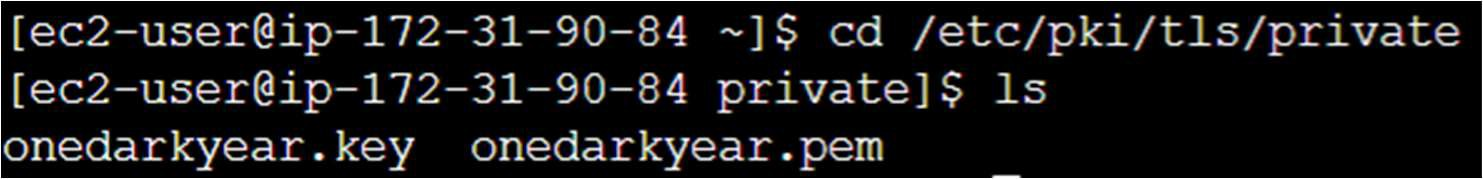 [ec2-user@ip-172-31-90-84 ~]$ cd /etc/pki/tls/private
[ec2-user@ip-172-31-90-84 private]$ ls
onedarkyear.key  onedarkyear.pem